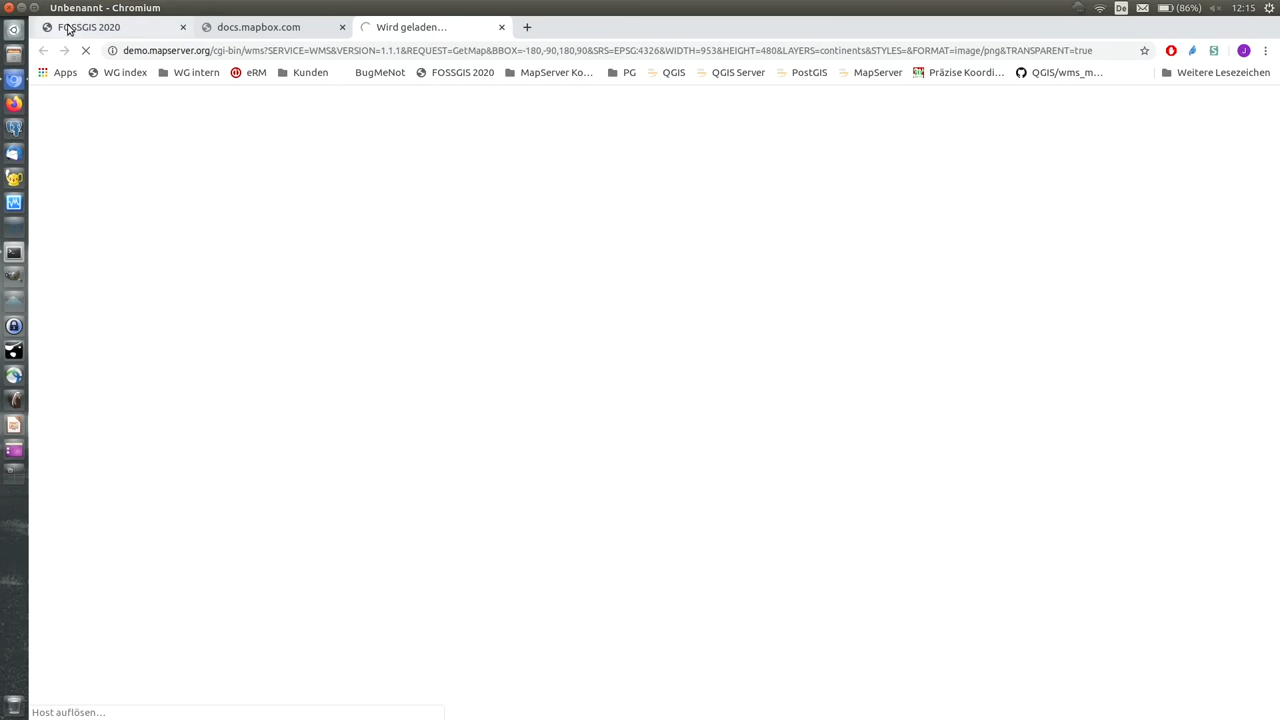 Unbenannt - Chromium
De
(86%)
12:15
FOSSGIS 2020
docs.mapbox.com
Wird geladen...
demo.mapserver.org/cgi-bin/wms?SERVICE=WMS&VERSION=1.1.1&REQUEST=GetMap&BBOX=-180,-90,180,90&SRS=EPSG:4326&WIDTH=953&HEIGHT=480&LAYERS=continents&STYLES=&FORMAT=image/png&TRANSPARENT=true
J
Apps
WG index
WG intern
eRM
Kunden
BugMeNot
FOSSGIS 2020
MapServer Ko...
PG
QGIS
QGIS Server
PostGIS
MapServer
Präzise Koordi...
QGIS/wms_m...
Weitere Lesezeichen
Host auflösen...